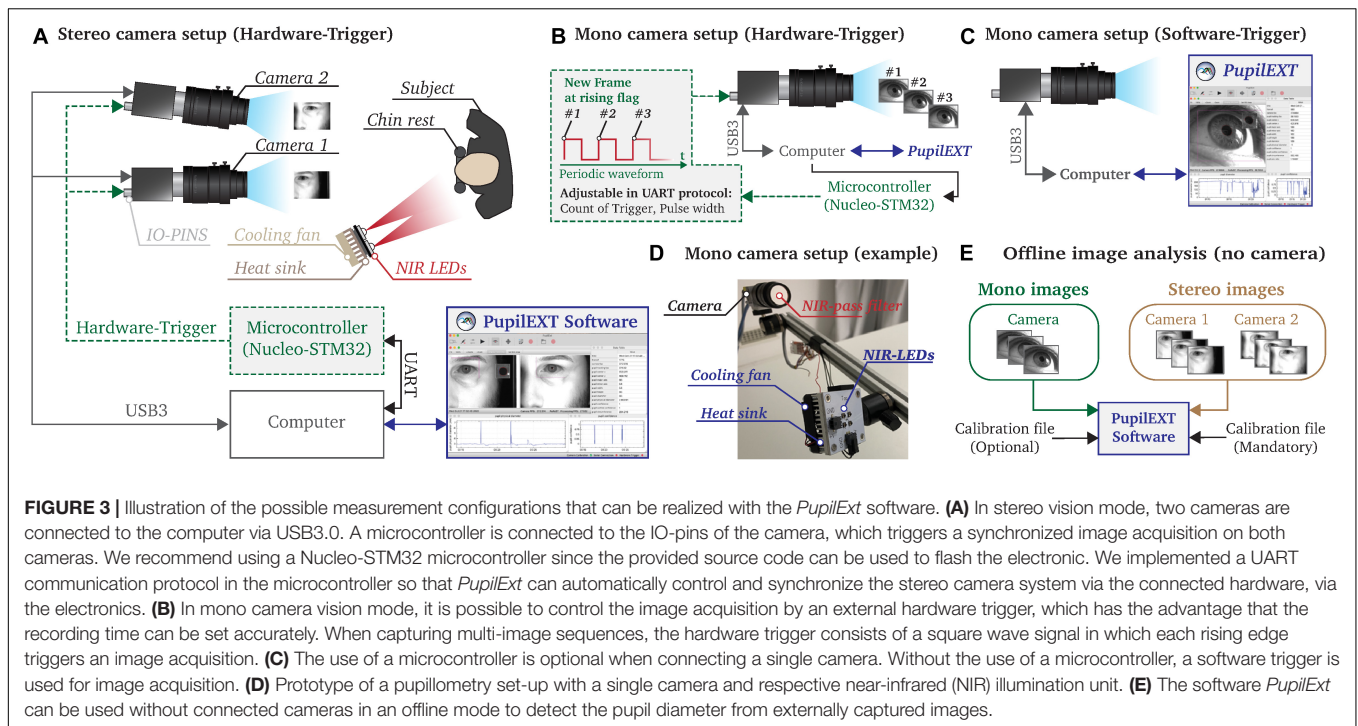 A Stereo camera setup (Hardware-Trigger)
Camera 2
Camera 1
Subject
Chin rest
IO-PINS
Cooling fan
Heat sink
NIR LEDs
Hardware-Trigger
Microcontroller
(Nucleo-STM32)
UART
USB3
Computer
PupilEXT Software
B Mono camera setup (Hardware-Trigger)
New Frame
at rising flag
#1 #2 #3
t
Periodic waveform
Adjustable in UART protocol:
Count of Trigger, Pulse width
#1
#2
#3
USB3
Computer
PupilEXT
Microcontroller
(Nucleo-STM32)
C Mono camera setup (Software-Trigger)
USB3
Computer
PupilEXT
D Mono camera setup (example)
Camera
NIR-pass filter
NIR-LEDs
Cooling fan
Heat sink
E Offline image analysis (no camera)
Mono images
Stereo images
Camera
Camera 1 Camera 2
Calibration file
(Optional)
PupilEXT
Software
Calibration file
(Mandatory)
FIGURE 3 | Illustration of the possible measurement configurations that can be realized with the PupilExt software. (A) In stereo vision mode, two cameras are
connected to the computer via USB3.0. A microcontroller is connected to the IO-pins of the camera, which triggers a synchronized image acquisition on both
cameras. We recommend using a Nucleo-STM32 microcontroller since the provided source code can be used to flash the electronic. We implemented a UART
communication protocol in the microcontroller so that PupilExt can automatically control and synchronize the stereo camera system via the connected hardware, via
the electronics. (B) In mono camera vision mode, it is possible to control the image acquisition by an external hardware trigger, which has the advantage that the
recording time can be set accurately. When capturing multi-image sequences, the hardware trigger consists of a square wave signal in which each rising edge
triggers an image acquisition. (C) The use of a microcontroller is optional when connecting a single camera. Without the use of a microcontroller, a software trigger is
used for image acquisition. (D) Prototype of a pupillometry set-up with a single camera and respective near-infrared (NIR) illumination unit. (E) The software PupilExt
can be used without connected cameras in an offline mode to detect the pupil diameter from externally captured images.